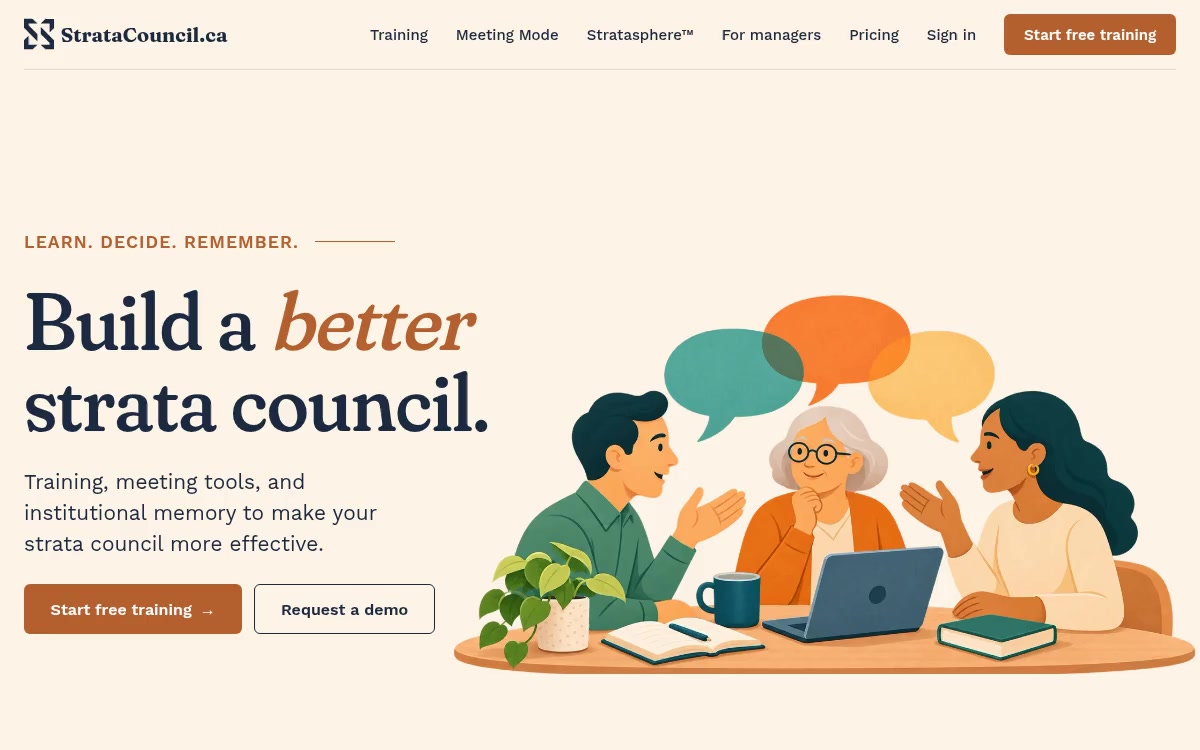 StrataCouncil.ca
Training
Meeting Mode
Stratasphere™
For managers
Pricing
Sign in
Start free training
LEARN. DECIDE. REMEMBER.
Build a better
strata council.
Training, meeting tools, and
institutional memory to make your
strata council more effective.
Start free training →
Request a demo